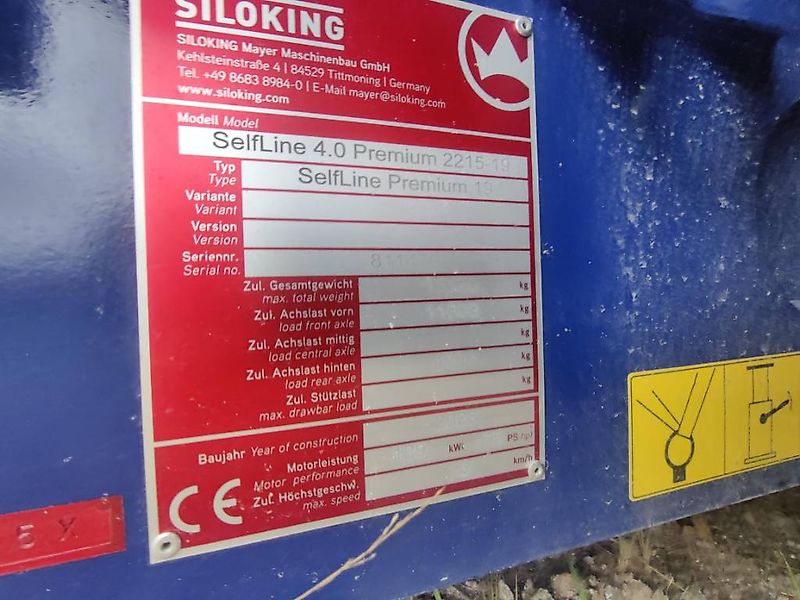 SILOKING
SILOKING Mayer Maschinenbau GmbH
Kehlsteinstraße 4 | 84529 Tittmoning | Germany
Tel. +49 8683 8984-0 | E-Mail mayer@siloking.com
www.siloking.com
Modell Model
SelfLine 4.0 Premium 2215-19
Typ
Type
SelfLine Premium 19
Variante
Variant
Version
Version
Seriennr.
Serial no.
Zul. Gesamtgewicht
max. total weight
kg
Zul. Achslast vorn
load front axle
kg
Zul. Achslast mittig
load central axle
kg
Zul. Achslast hinten
load rear axle
kg
Zul. Stützlast
max. drawbar load
kg
Baujahr Year of construction
Motorleistung
Motor performance
kW PS hp
Zul. Höchstgeschw.
max. speed
km/h
CE
5 X